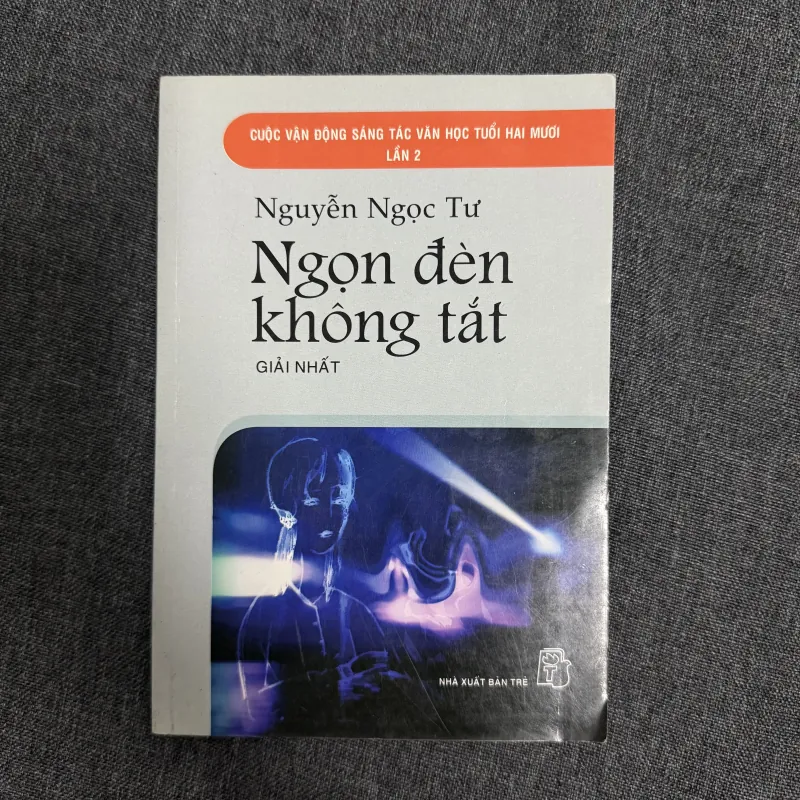 CUỘC VẬN ĐỘNG SÁNG TÁC VĂN HỌC TUỔI HAI MƯƠI
LẦN 2
Nguyễn Ngọc Tư
Ngọn đèn
không tắt
GIẢI NHẤT
NHÀ XUẤT BẢN TRẺ
T